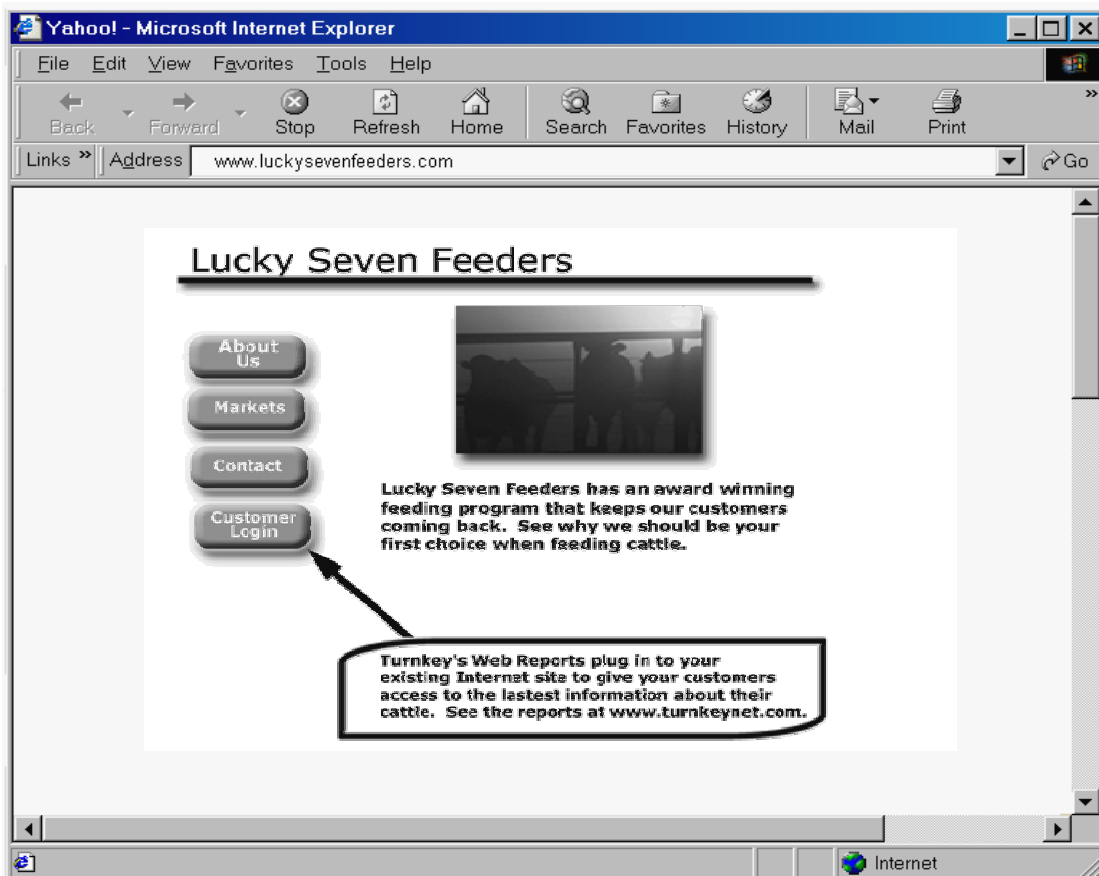 Yahoo! - Microsoft Internet Explorer
File Edit View Favorites Tools Help
Back Forward Stop Refresh Home Search Favorites History Mail Print »
Links » Address www.luckysevenfeeders.com Go
Lucky Seven Feeders
About
Us
Markets
Contact
Customer
Login
Lucky Seven Feeders has an award winning
feeding program that keeps our customers
coming back. See why we should be your
first choice when feeding cattle.
Turnkey's Web Reports plug in to your
existing Internet site to give your customers
access to the lastest information about their
cattle. See the reports at www.turnkeynet.com.
Internet